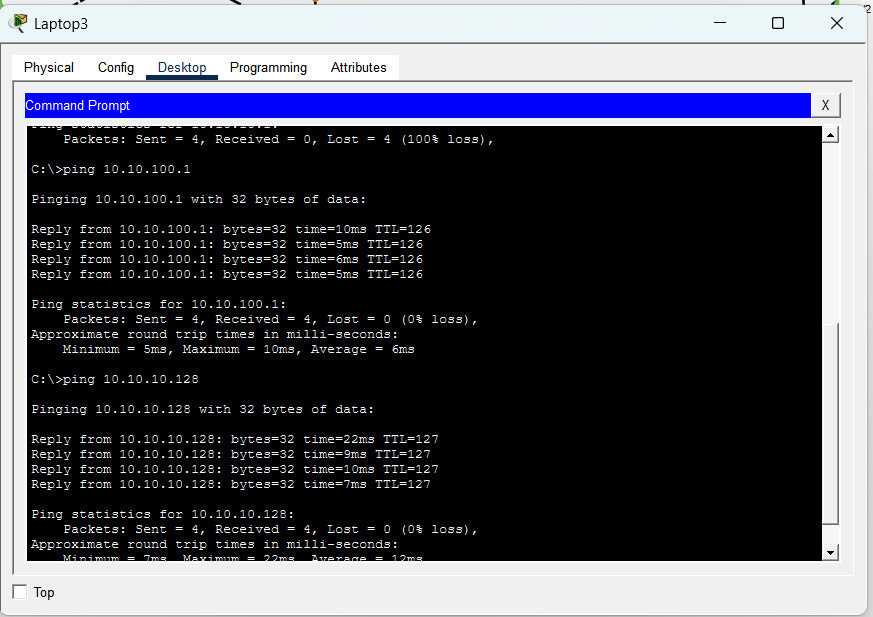 /2
Laptop3
Physical Config Desktop Programming Attributes
Command Prompt
X
Ping statistics for 10.10.10.1:
Packets: Sent = 4, Received = 0, Lost = 4 (100% loss),
C:\>ping 10.10.100.1
Pinging 10.10.100.1 with 32 bytes of data:
Reply from 10.10.100.1: bytes=32 time=10ms TTL=126
Reply from 10.10.100.1: bytes=32 time=5ms TTL=126
Reply from 10.10.100.1: bytes=32 time=6ms TTL=126
Reply from 10.10.100.1: bytes=32 time=5ms TTL=126
Ping statistics for 10.10.100.1:
Packets: Sent = 4, Received = 4, Lost = 0 (0% loss),
Approximate round trip times in milli-seconds:
Minimum = 5ms, Maximum = 10ms, Average = 6ms
C:\>ping 10.10.10.128
Pinging 10.10.10.128 with 32 bytes of data:
Reply from 10.10.10.128: bytes=32 time=22ms TTL=127
Reply from 10.10.10.128: bytes=32 time=9ms TTL=127
Reply from 10.10.10.128: bytes=32 time=10ms TTL=127
Reply from 10.10.10.128: bytes=32 time=7ms TTL=127
Ping statistics for 10.10.10.128:
Packets: Sent = 4, Received = 4, Lost = 0 (0% loss),
Approximate round trip times in milli-seconds:
Minimum = 7ms, Maximum = 22ms, Average = 12ms
Top